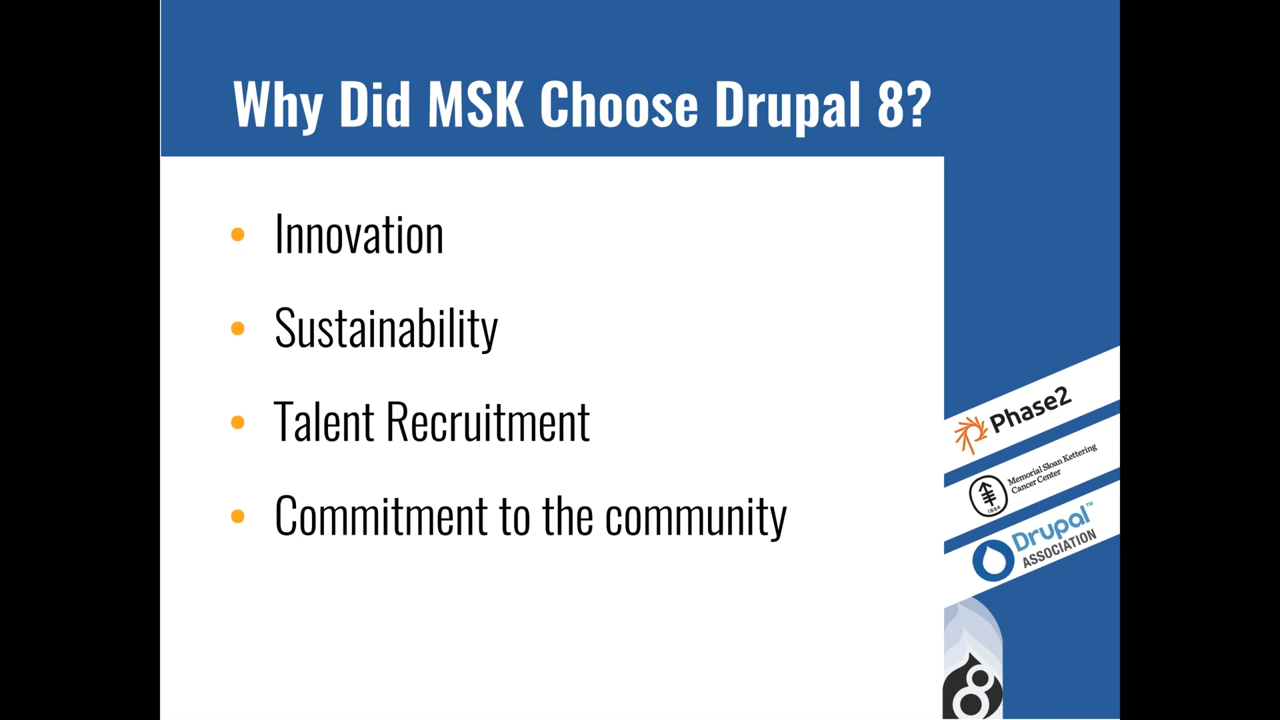 Why Did MSK Choose Drupal 8?
• Innovation
• Sustainability
• Talent Recruitment
• Commitment to the community
Phase2
Memorial Sloan Kettering
Cancer Center
1884
Drupal™
ASSOCIATION
8